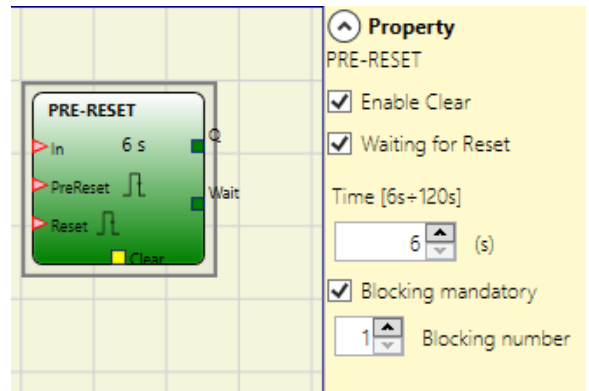 PRE-RESET
In 6 s Q
PreReset Wait
Reset
Clear
Property
PRE-RESET
Enable Clear
Waiting for Reset
Time [6s÷120s]
6 (s)
Blocking mandatory
1 Blocking number